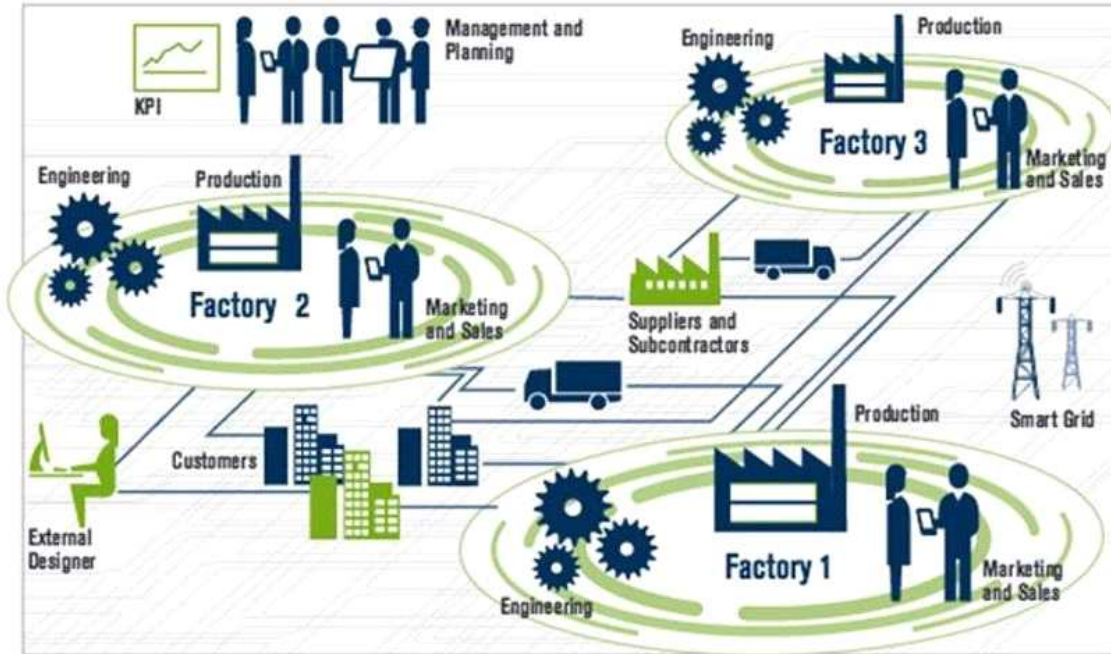 Management and
Planning
KPI
Engineering
Production
Factory 3
Marketing
and Sales
Engineering
Production
Factory 2
Marketing
and Sales
Suppliers and
Subcontractors
Smart Grid
Customers
External
Designer
Production
Factory 1
Engineering
Marketing
and Sales